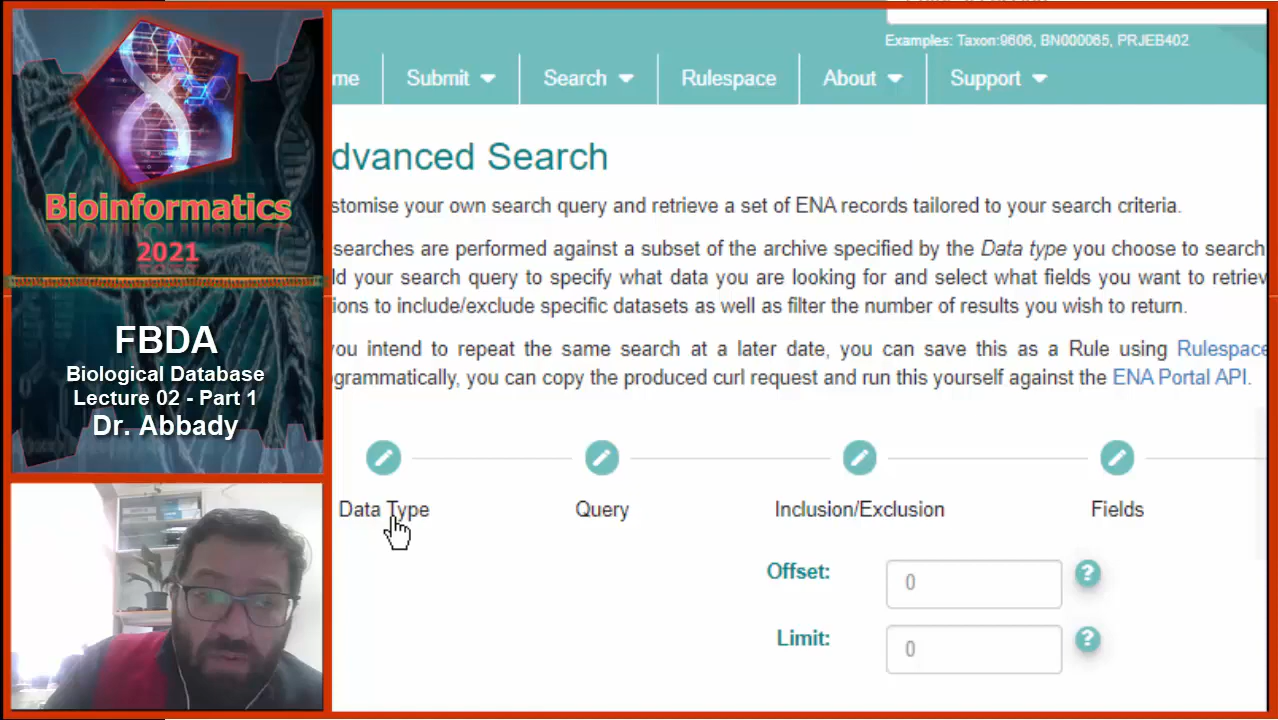 Bioinformatics
2021
FBDA
Biological Database
Lecture 02 - Part 1
Dr. Abbady
Examples: Taxon:9606, BN000065, PRJEB402
me
Submit
Search
Rulespace
About
Support
dvanced Search
stomise your own search query and retrieve a set of ENA records tailored to your search criteria.
searches are performed against a subset of the archive specified by the Data type you choose to search
ld your search query to specify what data you are looking for and select what fields you want to retriev
ions to include/exclude specific datasets as well as filter the number of results you wish to return.
you intend to repeat the same search at a later date, you can save this as a Rule using Rulespace
ogrammatically, you can copy the produced curl request and run this yourself against the ENA Portal API.
Data Type
Query
Inclusion/Exclusion
Fields
Offset: 0 ?
Limit: 0 ?